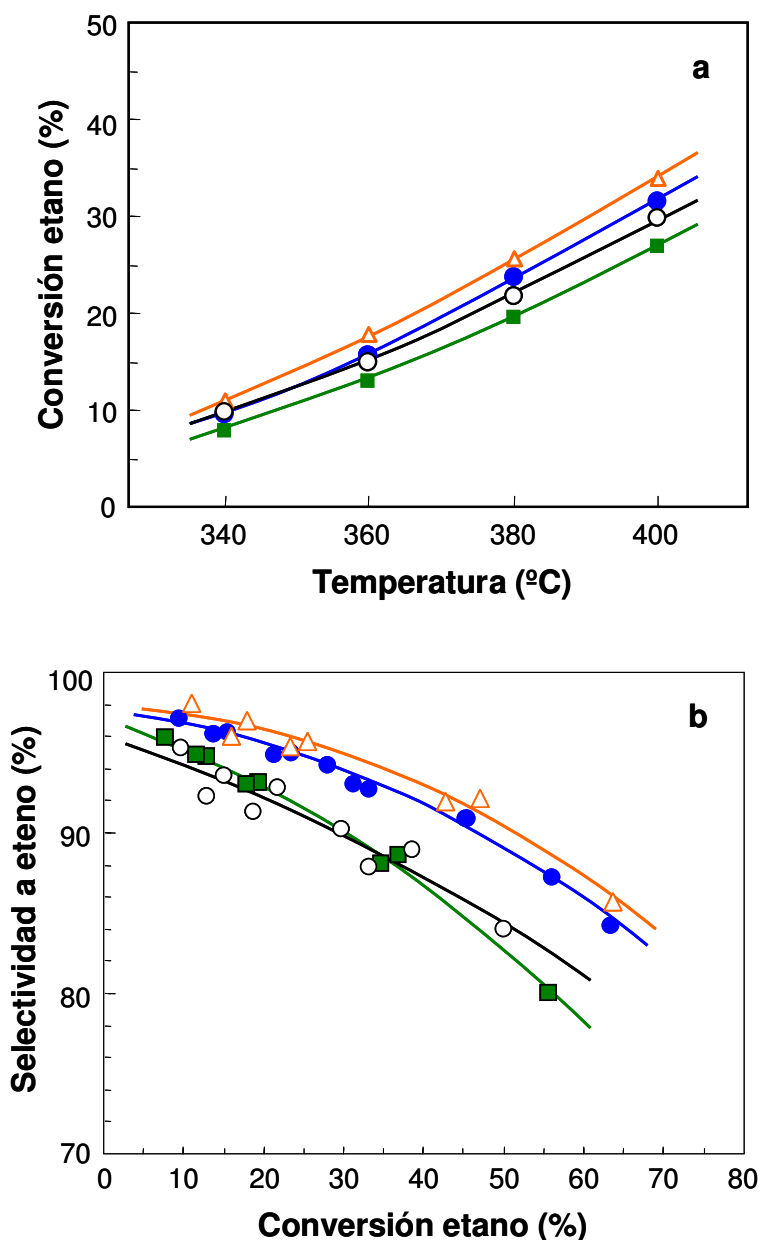 50
a
40
30
20
10
0
Conversión etano (%)
340 360 380 400
Temperatura (ºC)
100
b
90
80
70
Selectividad a eteno (%)
0 10 20 30 40 50 60 70 80
Conversión etano (%)